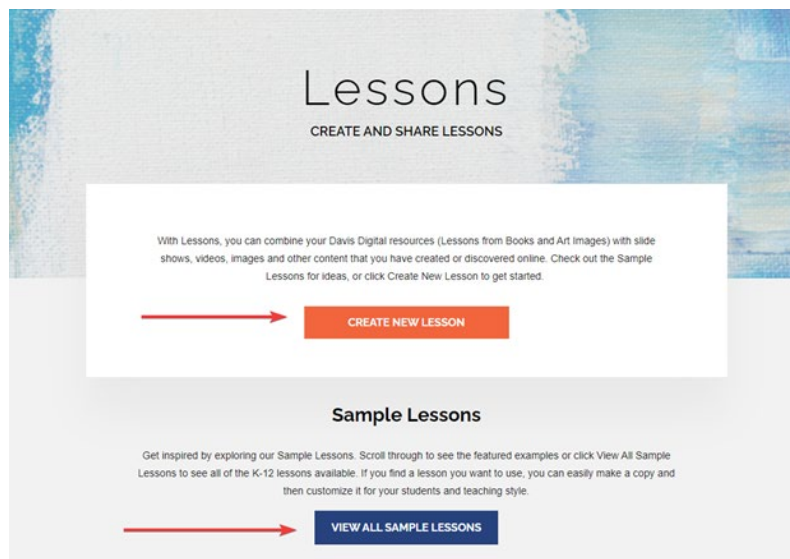 Lessons
CREATE AND SHARE LESSONS
With Lessons, you can combine your Davis Digital resources (Lessons from Books and Art Images) with slide
shows, videos, images and other content that you have created or discovered online. Check out the Sample
Lessons for ideas, or click Create New Lesson to get started.
CREATE NEW LESSON
Sample Lessons
Get inspired by exploring our Sample Lessons. Scroll through to see the featured examples or click View All Sample
Lessons to see all of the K-12 lessons available. If you find a lesson you want to use, you can easily make a copy and
then customize it for your students and teaching style.
VIEW ALL SAMPLE LESSONS